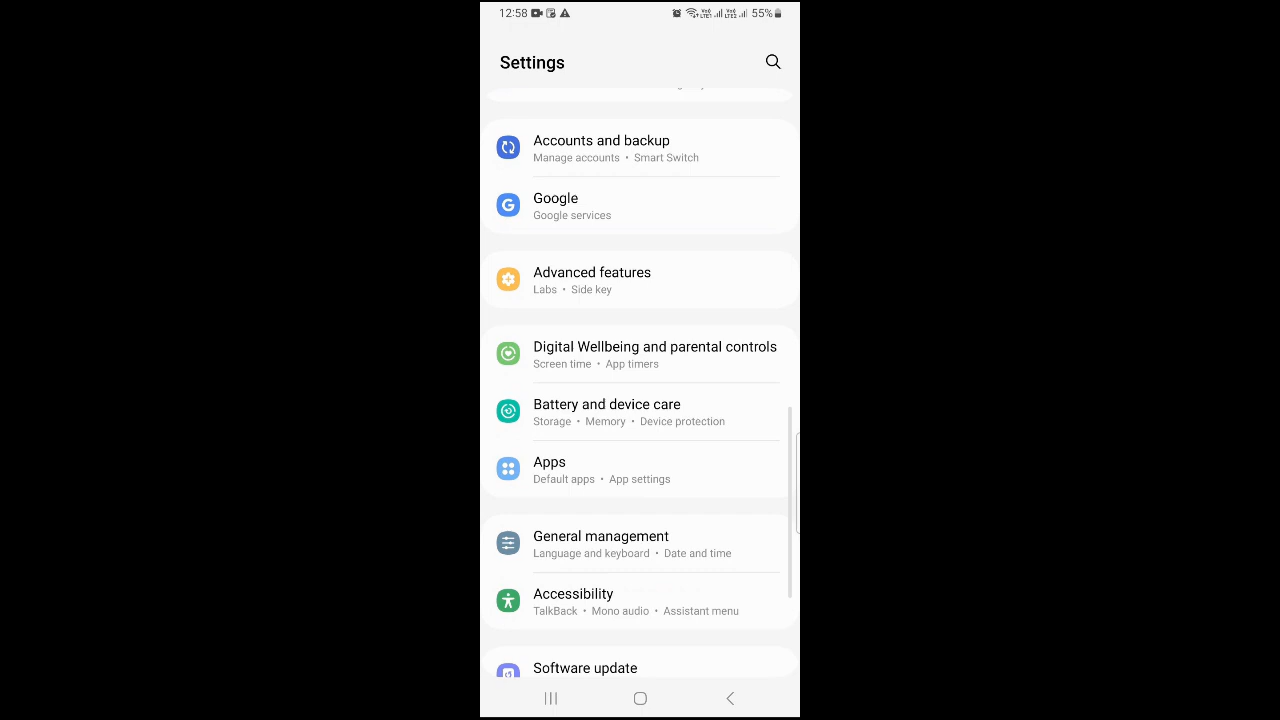 12:58 55%
Settings
Accounts and backup
Manage accounts • Smart Switch
Google
Google services
Advanced features
Labs • Side key
Digital Wellbeing and parental controls
Screen time • App timers
Battery and device care
Storage • Memory • Device protection
Apps
Default apps • App settings
General management
Language and keyboard • Date and time
Accessibility
TalkBack • Mono audio • Assistant menu
Software update